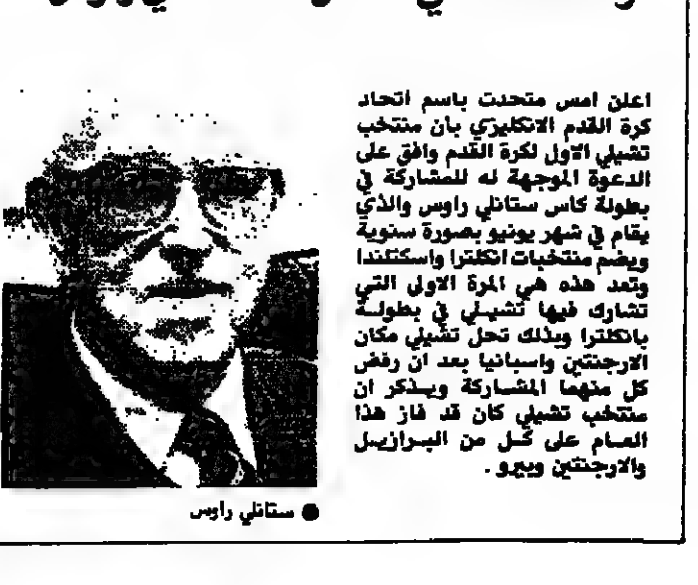 اعلن امس متحدث باسم اتحاد
كرة القدم الانكليزي بان منتخب
تشيلي الاول لكرة القدم وافق على
الدعوة الموجهة له للمشاركة في
بطولة كاس ستانلي راوس والذي
يقام في شهر يونيو بصورة سنوية
ويضم منتخبات انكلترا واسكتلندا
وتعد هذه هي المرة الاولى التي
تشارك فيها تشيلي في بطولة
بانكلترا وبذلك تحل تشيلي مكان
الارجنتين واسبانيا بعد ان رفض
كل منهما المشاركة ويذكر ان
منتخب تشيلي كان قد فاز هذا
العام على كل من البرازيل
والارجنتين وبيرو .
● ستانلي راوس